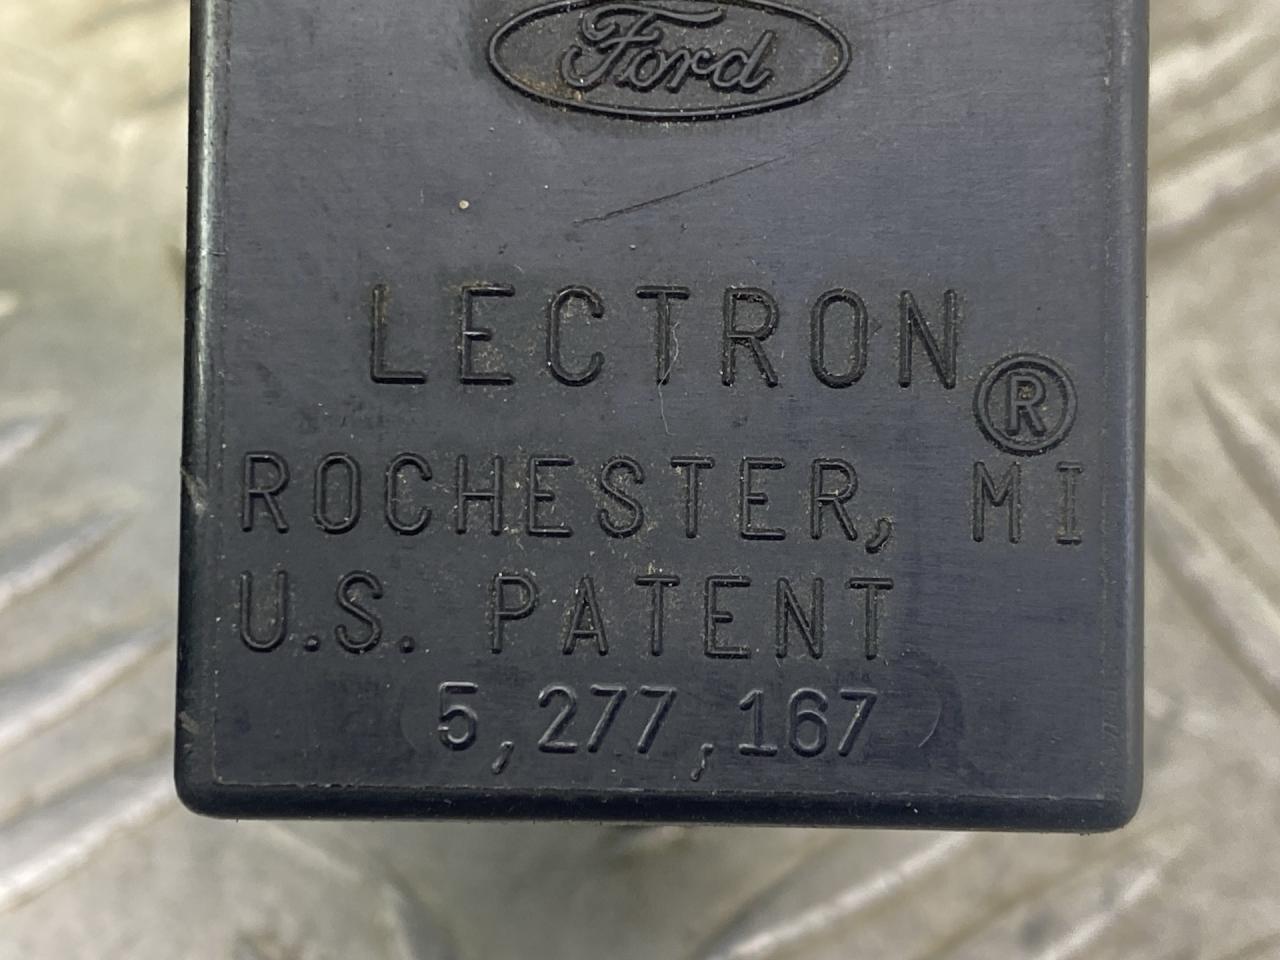 Ford
LECTRON®
ROCHESTER, MI
U.S. PATENT
5,277,167